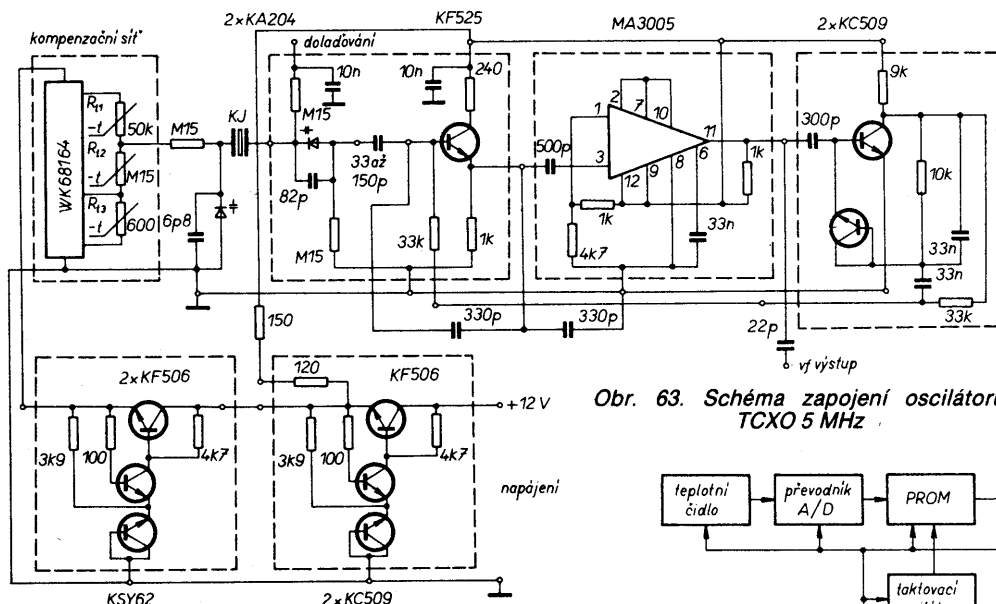 2×KA204
KF525
MA3005
2×KC509
kompenzační síť
dolaďování
10n
10n
240
9k
WK68164
R₁₁
-t
50k
R₁₂
-t
M15
R₁₃
-t
600
M15
6p8
KJ
M15
82p
33až
150p
M15
33k
1k
500p
1
2
3
7
10
11
12
9
8
6
1k
4k7
33n
1k
300p
10k
33n
33n
33k
150
330p
330p
22p
vf výstup
120
2×KF506
KF506
+12 V
3k9
100
4k7
3k9
100
4k7
napájení
KSY62
2×KC509
Obr. 63. Schéma zapojení oscilátoru
TCXO 5 MHz
teplotní
čidlo
převodník
A/D
PROM
taktovací